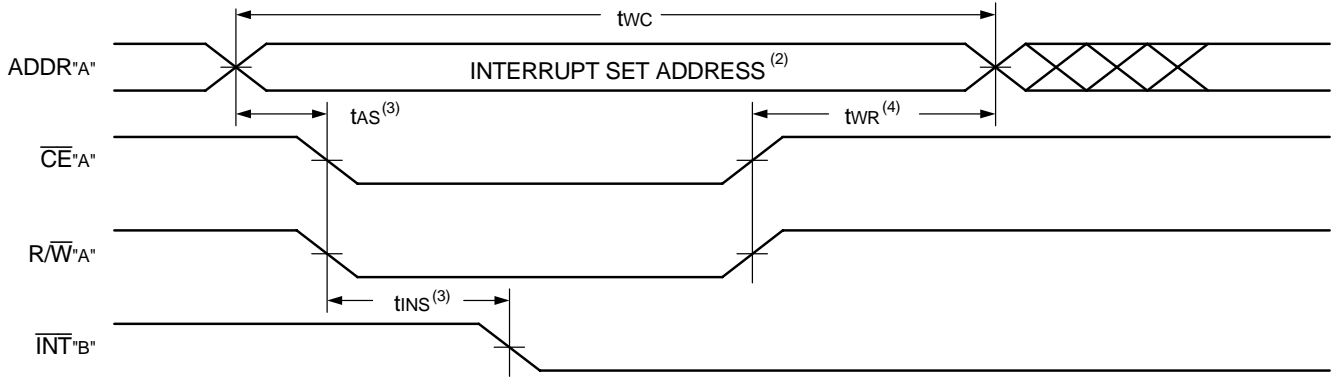 tWC
ADDR"A"
INTERRUPT SET ADDRESS(2)
tAS(3)
tWR(4)
CE"A"
R/W"A"
tINS(3)
INT"B"